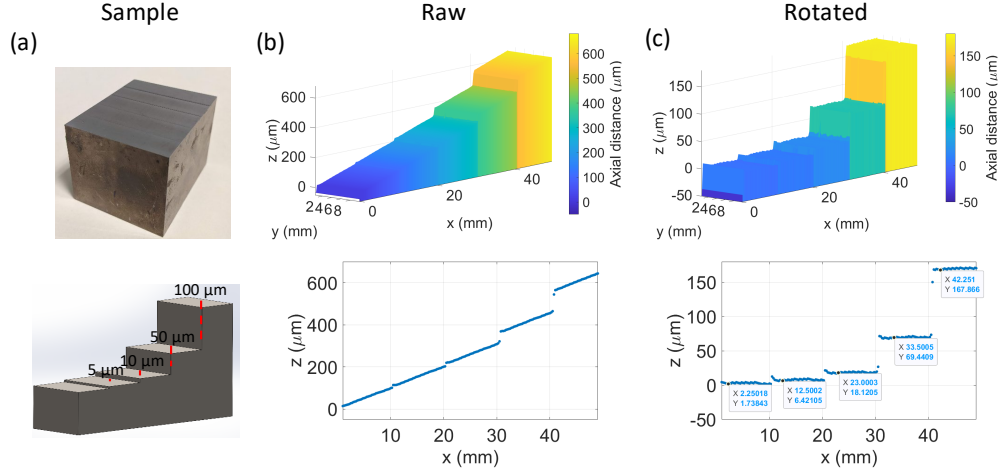 Sample
Raw
Rotated
(a)
(b)
(c)
600
400
200
0
z (µm)
2468
y (mm)
0
20
40
x (mm)
600
500
400
300
200
100
0
Axial distance (µm)
150
100
50
0
-50
z (µm)
2468
y (mm)
0
20
40
x (mm)
150
100
50
0
-50
Axial distance (µm)
100 µm
50 µm
10 µm
5 µm
600
400
200
0
z (µm)
10 20 30 40
x (mm)
150
100
50
0
-50
z (µm)
10 20 30 40
x (mm)
X 2.25018
Y 1.73843
X 12.5002
Y 6.42105
X 23.0003
Y 18.1205
X 33.5005
Y 69.4409
X 42.251
Y 167.866